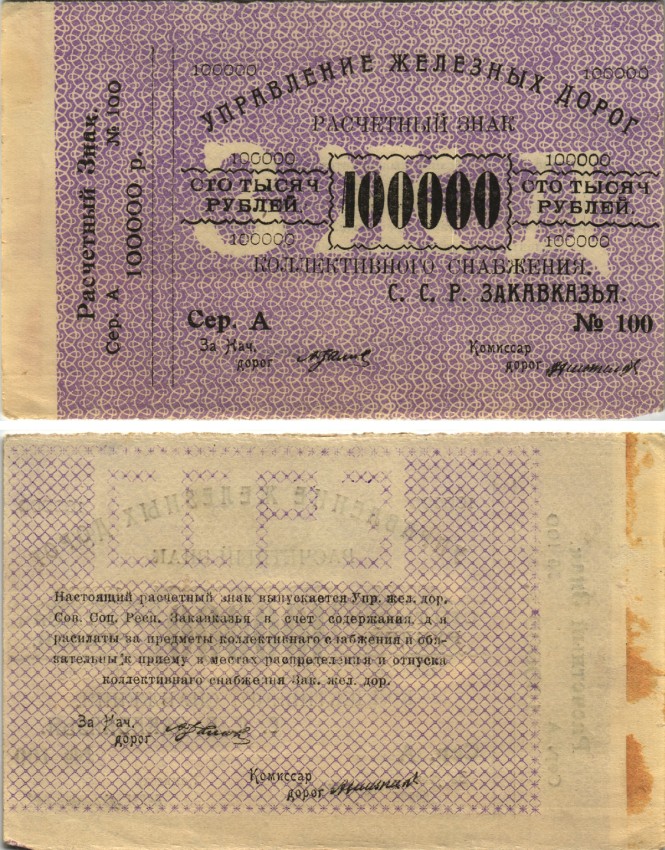 Расчетный Знак.
Сер. А № 100
100000 р.
100000 100000
УПРАВЛЕНИЕ ЖЕЛЕЗНЫХ ДОРОГ
РАСЧЕТНЫЙ ЗНАК
100000 100000
СТО ТЫСЯЧ РУБЛЕЙ. 100000 СТО ТЫСЯЧ РУБЛЕЙ.
100000 100000
КОЛЛЕКТИВНОГО СНАБЖЕНИЯ.
С. С. Р. ЗАКАВКАЗЬЯ.
Сер. А № 100
За Нач. Комиссар
дорог дорог
Настоящий расчетный знак выпускается Упр. жел. дор.
Сов. Соц. Респ. Закавказья в счет содержания, д я
расплаты за предметы коллективнаго с абжения и обя-
зательны к приему в местах распределения и отпуска
коллективнаго снабжения Зак. жел. дор.
За Нач.
дорог
Комиссар
дорог